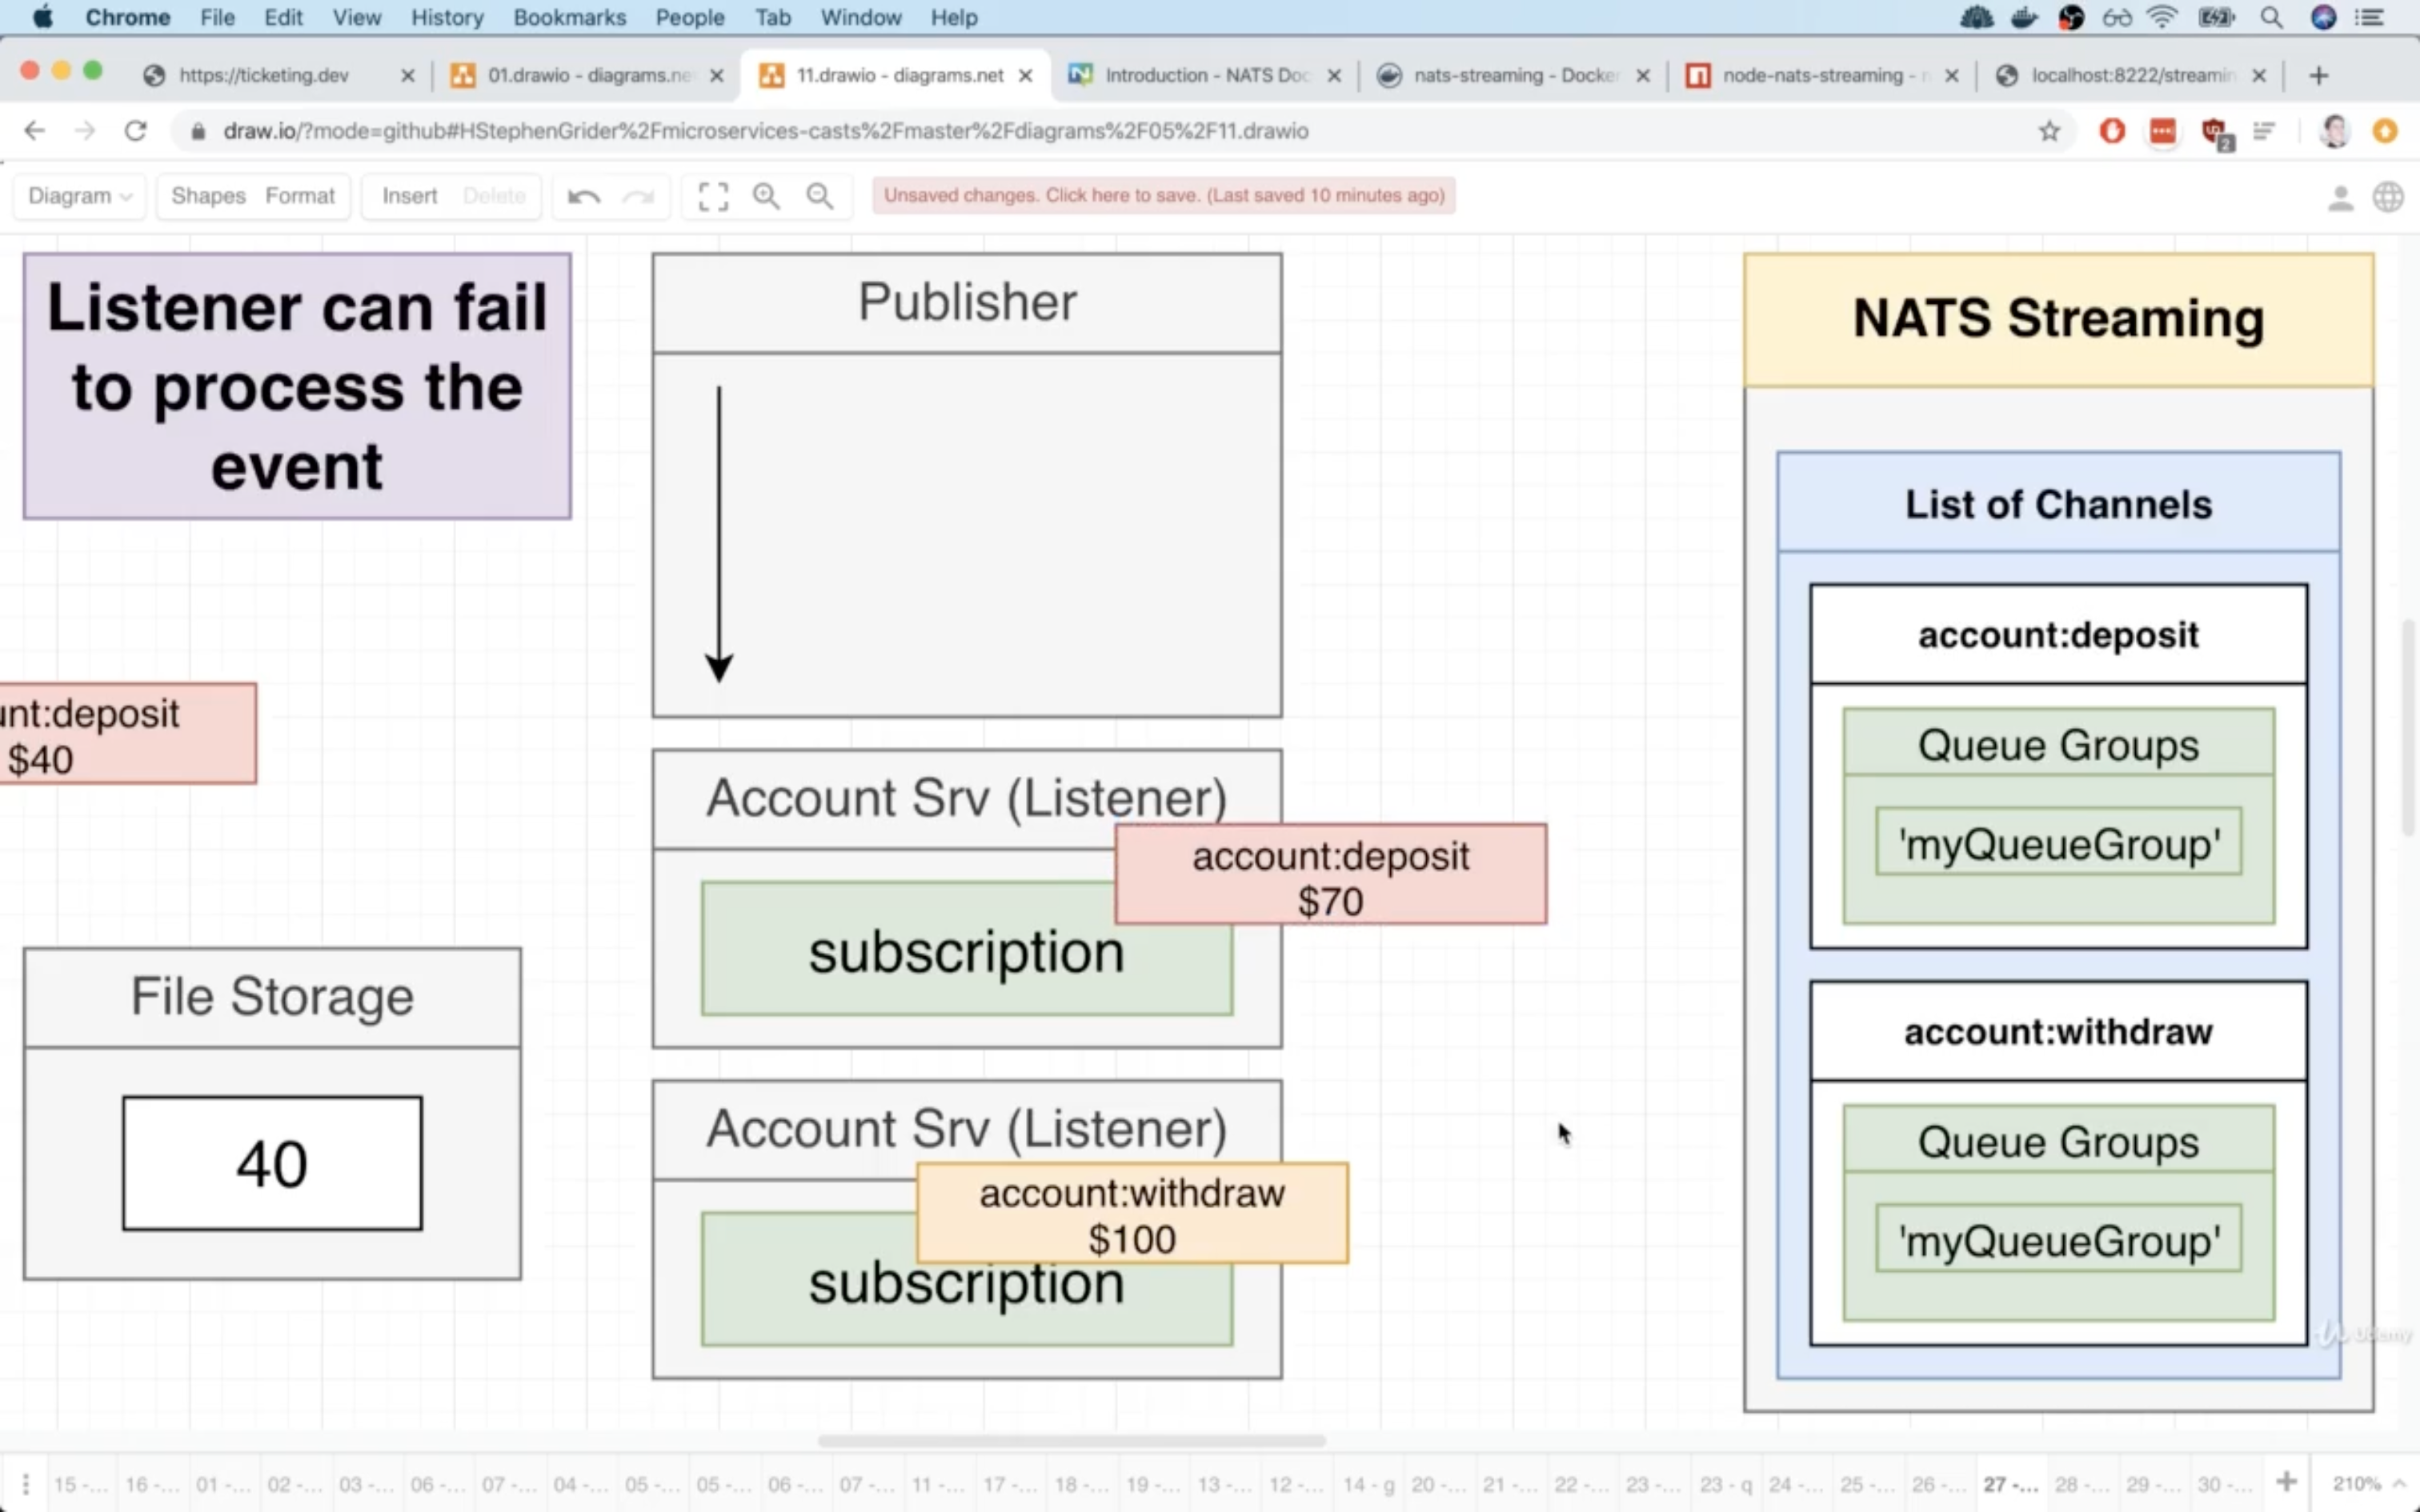 Chrome File Edit View History Bookmarks People Tab Window Help
https://ticketing.dev
01.drawio - diagrams.ne
11.drawio - diagrams.net
Introduction - NATS Doc
nats-streaming - Docker
node-nats-streaming - n
localhost:8222/streamin
draw.io/?mode=github#HStephenGrider%2Fmicroservices-casts%2Fmaster%2Fdiagrams%2F05%2F11.drawio
2
Diagram Shapes Format Insert Delete
Unsaved changes. Click here to save. (Last saved 10 minutes ago)
Listener can fail
to process the
event
unt:deposit
$40
File Storage
40
Publisher
Account Srv (Listener)
account:deposit
$70
subscription
Account Srv (Listener)
account:withdraw
$100
subscription
NATS Streaming
List of Channels
account:deposit
Queue Groups
'myQueueGroup'
account:withdraw
Queue Groups
'myQueueGroup'
Udemy
15 -... 16 -... 01 -... 02 -... 03 -... 06 -... 07 -... 04 -... 05 -... 05 -... 06 -... 07 -... 11 -... 17 -... 18 -... 19 -... 13 -... 12 -... 14 - g 20 -... 21 -... 22 -... 23 -... 23 - q 24 -... 25 -... 26 -... 27 -... 28 -... 29 -... 30 -... 210%